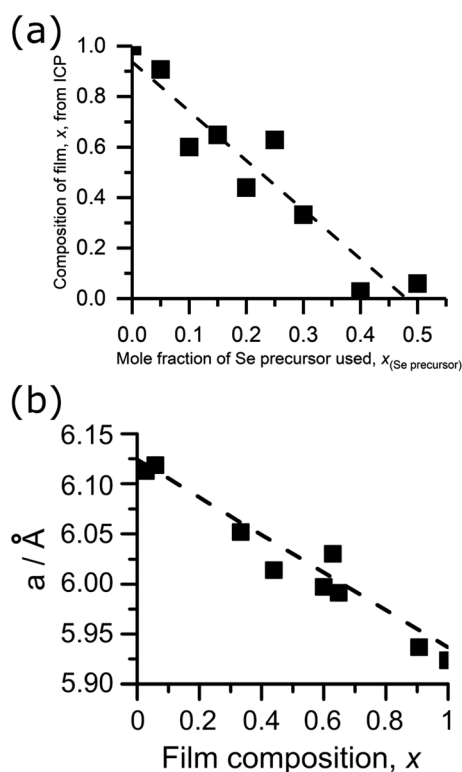 (a)
Composition of film, x, from ICP
1.0
0.8
0.6
0.4
0.2
0.0
0.0 0.1 0.2 0.3 0.4 0.5
Mole fraction of Se precursor used, x(Se precursor)
(b)
a / Å
6.15
6.10
6.05
6.00
5.95
5.90
0 0.2 0.4 0.6 0.8 1
Film composition, x